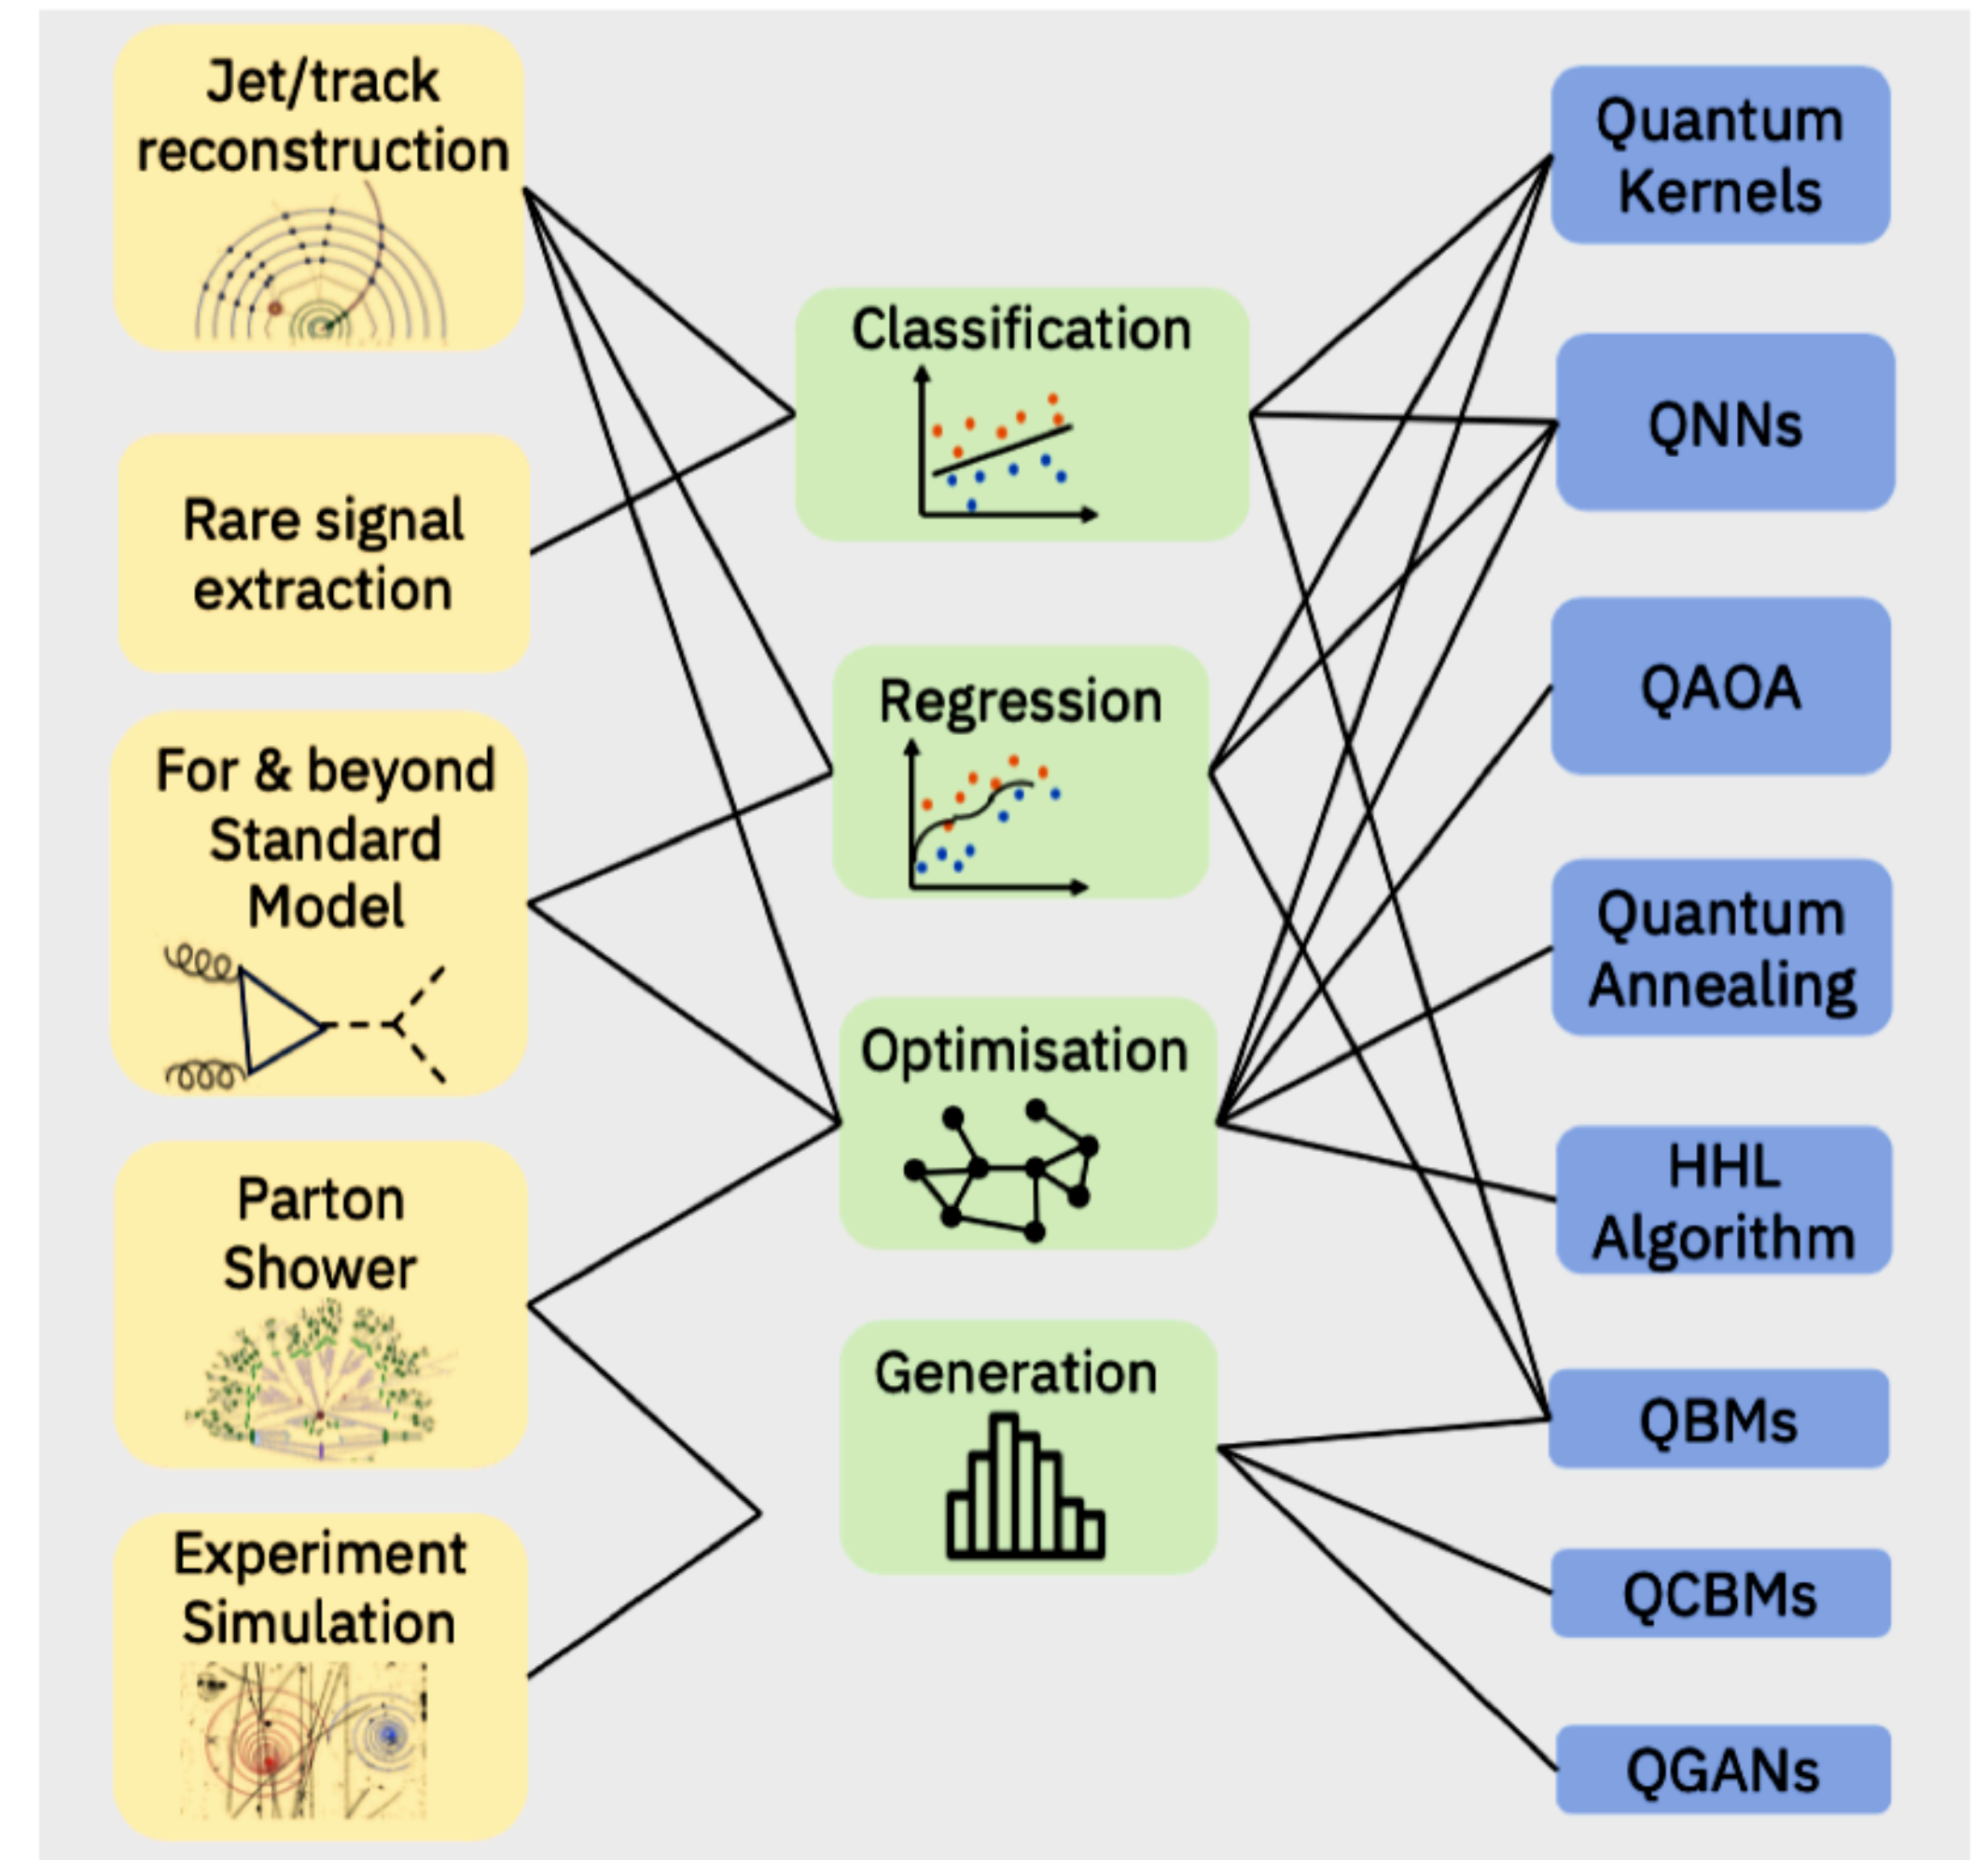 Jet/track
reconstruction
Rare signal
extraction
For & beyond
Standard
Model
Parton
Shower
Experiment
Simulation
Classification
Regression
Optimisation
Generation
Quantum
Kernels
QNNs
QAOA
Quantum
Annealing
HHL
Algorithm
QBMs
QCBMs
QGANs